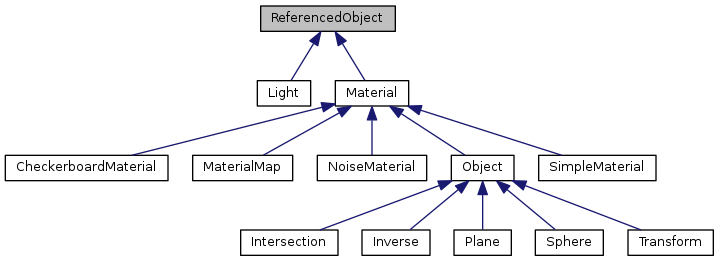 ReferencedObject
Light
Material
CheckerboardMaterial
MaterialMap
NoiseMaterial
Object
SimpleMaterial
Intersection
Inverse
Plane
Sphere
Transform